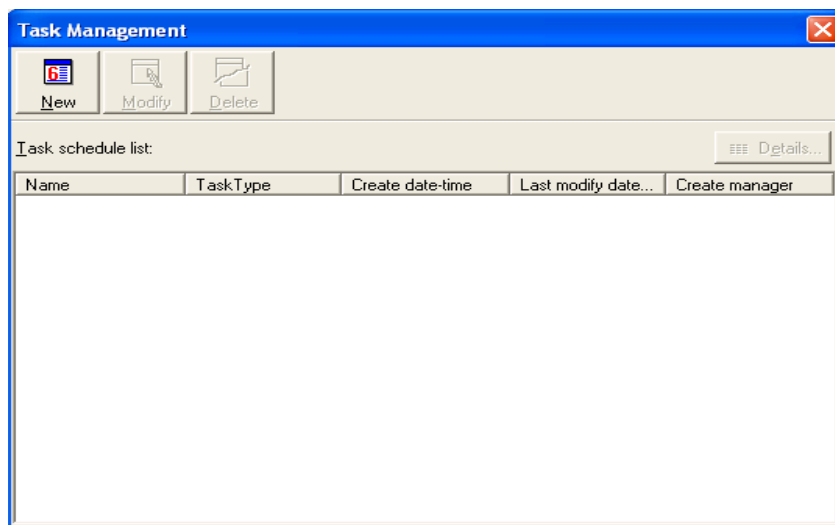 Task Management
6
New Modify Delete
Task schedule list: Details...
Name TaskType Create date-time Last modify date... Create manager